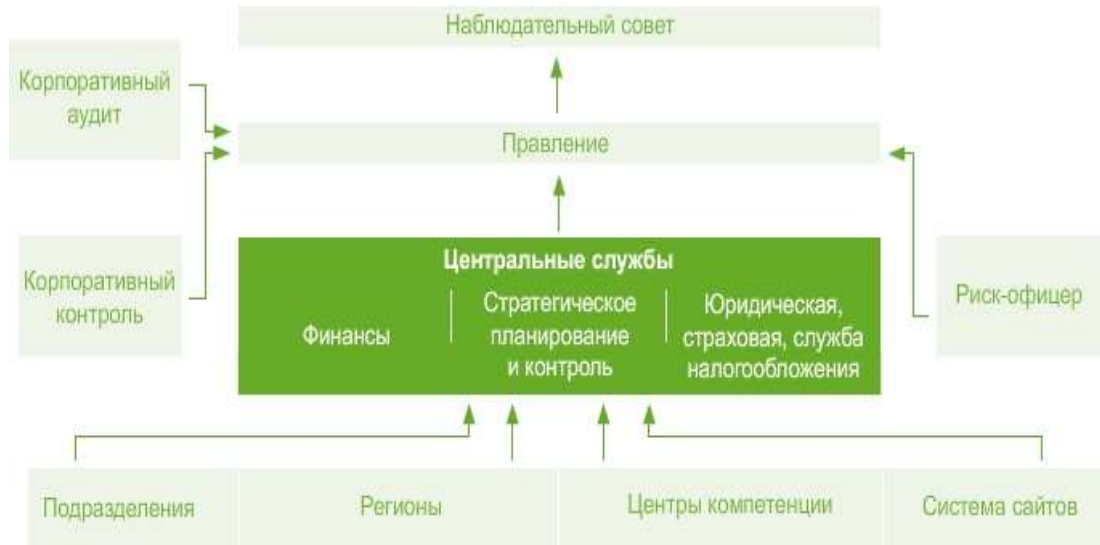 Наблюдательный совет
Корпоративный
аудит
Правление
Корпоративный
контроль
Центральные службы
Финансы
Стратегическое
планирование
и контроль
Юридическая,
страховая, служба
налогообложения
Риск-офицер
Подразделения
Регионы
Центры компетенции
Система сайтов